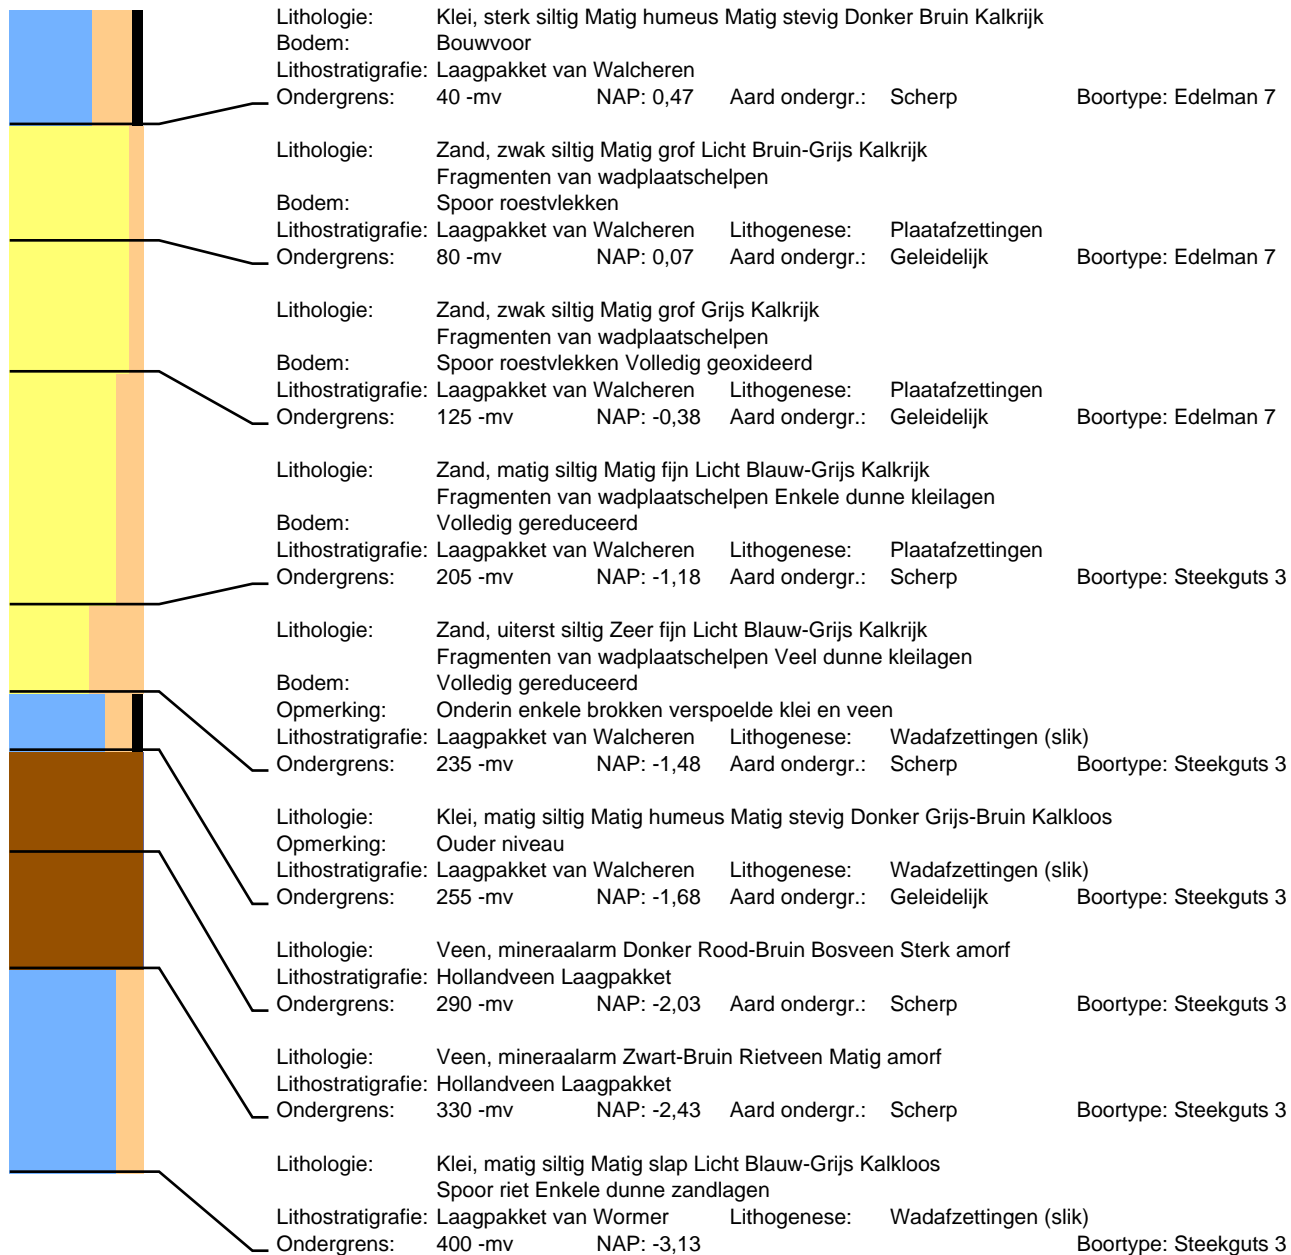 Lithologie: Klei, sterk siltig Matig humeus Matig stevig Donker Bruin Kalkrijk
Bodem: Bouwvoor
Lithostratigrafie: Laagpakket van Walcheren
Ondergrens: 40 -mv NAP: 0,47 Aard ondergr.: Scherp Boortype: Edelman 7
Lithologie: Zand, zwak siltig Matig grof Licht Bruin-Grijs Kalkrijk
Fragmenten van wadplaatschelpen
Bodem: Spoor roestvlekken
Lithostratigrafie: Laagpakket van Walcheren Lithogenese: Plaatafzettingen
Ondergrens: 80 -mv NAP: 0,07 Aard ondergr.: Geleidelijk Boortype: Edelman 7
Lithologie: Zand, zwak siltig Matig grof Grijs Kalkrijk
Fragmenten van wadplaatschelpen
Bodem: Spoor roestvlekken Volledig geoxideerd
Lithostratigrafie: Laagpakket van Walcheren Lithogenese: Plaatafzettingen
Ondergrens: 125 -mv NAP: -0,38 Aard ondergr.: Geleidelijk Boortype: Edelman 7
Lithologie: Zand, matig siltig Matig fijn Licht Blauw-Grijs Kalkrijk
Fragmenten van wadplaatschelpen Enkele dunne kleilagen
Bodem: Volledig gereduceerd
Lithostratigrafie: Laagpakket van Walcheren Lithogenese: Plaatafzettingen
Ondergrens: 205 -mv NAP: -1,18 Aard ondergr.: Scherp Boortype: Steekguts 3
Lithologie: Zand, uiterst siltig Zeer fijn Licht Blauw-Grijs Kalkrijk
Fragmenten van wadplaatschelpen Veel dunne kleilagen
Bodem: Volledig gereduceerd
Opmerking: Onderin enkele brokken verspoelde klei en veen
Lithostratigrafie: Laagpakket van Walcheren Lithogenese: Wadafzettingen (slik)
Ondergrens: 235 -mv NAP: -1,48 Aard ondergr.: Scherp Boortype: Steekguts 3
Lithologie: Klei, matig siltig Matig humeus Matig stevig Donker Grijs-Bruin Kalkloos
Opmerking: Ouder niveau
Lithostratigrafie: Laagpakket van Walcheren Lithogenese: Wadafzettingen (slik)
Ondergrens: 255 -mv NAP: -1,68 Aard ondergr.: Geleidelijk Boortype: Steekguts 3
Lithologie: Veen, mineraalarm Donker Rood-Bruin Bosveen Sterk amorf
Lithostratigrafie: Hollandveen Laagpakket
Ondergrens: 290 -mv NAP: -2,03 Aard ondergr.: Scherp Boortype: Steekguts 3
Lithologie: Veen, mineraalarm Zwart-Bruin Rietveen Matig amorf
Lithostratigrafie: Hollandveen Laagpakket
Ondergrens: 330 -mv NAP: -2,43 Aard ondergr.: Scherp Boortype: Steekguts 3
Lithologie: Klei, matig siltig Matig slap Licht Blauw-Grijs Kalkloos
Spoor riet Enkele dunne zandlagen
Lithostratigrafie: Laagpakket van Wormer Lithogenese: Wadafzettingen (slik)
Ondergrens: 400 -mv NAP: -3,13 Boortype: Steekguts 3